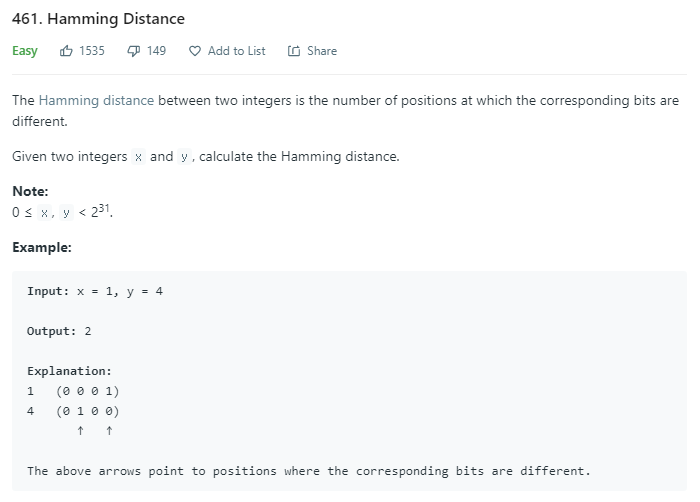 461. Hamming Distance
Easy 1535 149 Add to List Share
The Hamming distance between two integers is the number of positions at which the corresponding bits are
different.
Given two integers x and y, calculate the Hamming distance.
Note:
0 ≤ x, y < 2³¹.
Example:
Input: x = 1, y = 4
Output: 2
Explanation:
1   (0 0 0 1)
4   (0 1 0 0)
       ↑   ↑
The above arrows point to positions where the corresponding bits are different.